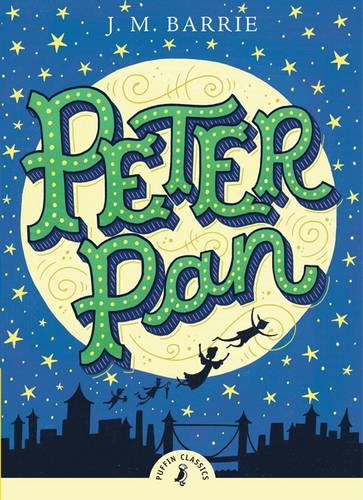 J. M. BARRIE
PETER
Pan
PUFFIN CLASSICS